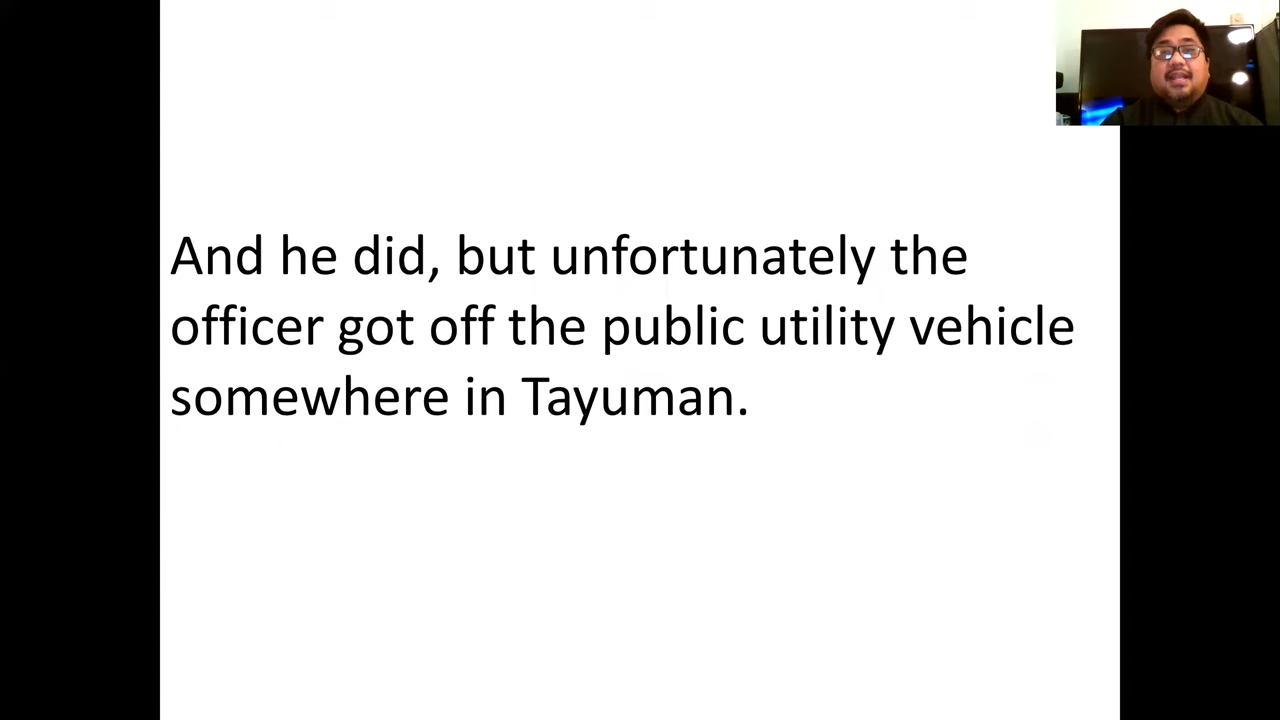 And he did, but unfortunately the
officer got off the public utility vehicle
somewhere in Tayuman.